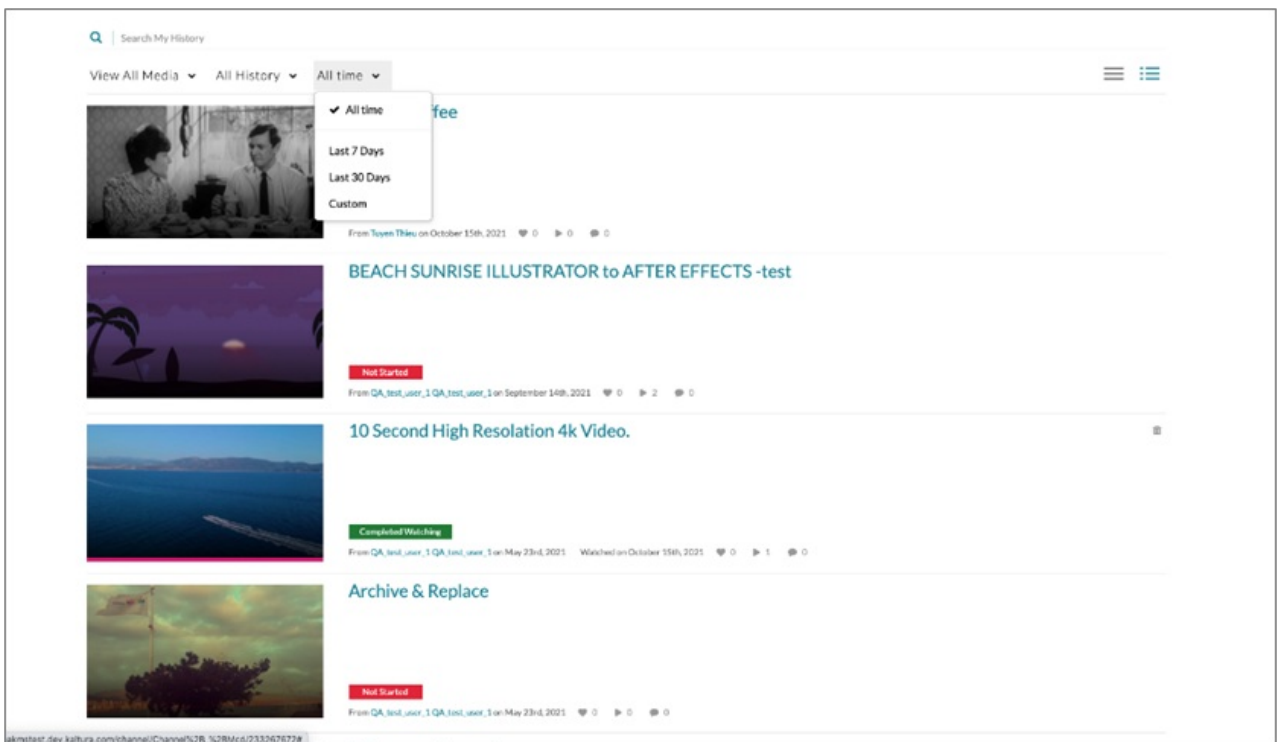 Search My History
View All Media All History All time
All time
Last 7 Days
Last 30 Days
Custom
fee
From Tuyen Thieu on October 15th, 2021 0 0 0
BEACH SUNRISE ILLUSTRATOR to AFTER EFFECTS -test
Not Started
From QA_test_user_1 QA_test_user_1 on September 14th, 2021 0 2 0
10 Second High Resolation 4k Video.
Completed Watching
From QA_test_user_1 QA_test_user_1 on May 23rd, 2021 Watched on October 15th, 2021 0 1 0
Archive & Replace
Not Started
From QA_test_user_1 QA_test_user_1 on May 23rd, 2021 0 0 0